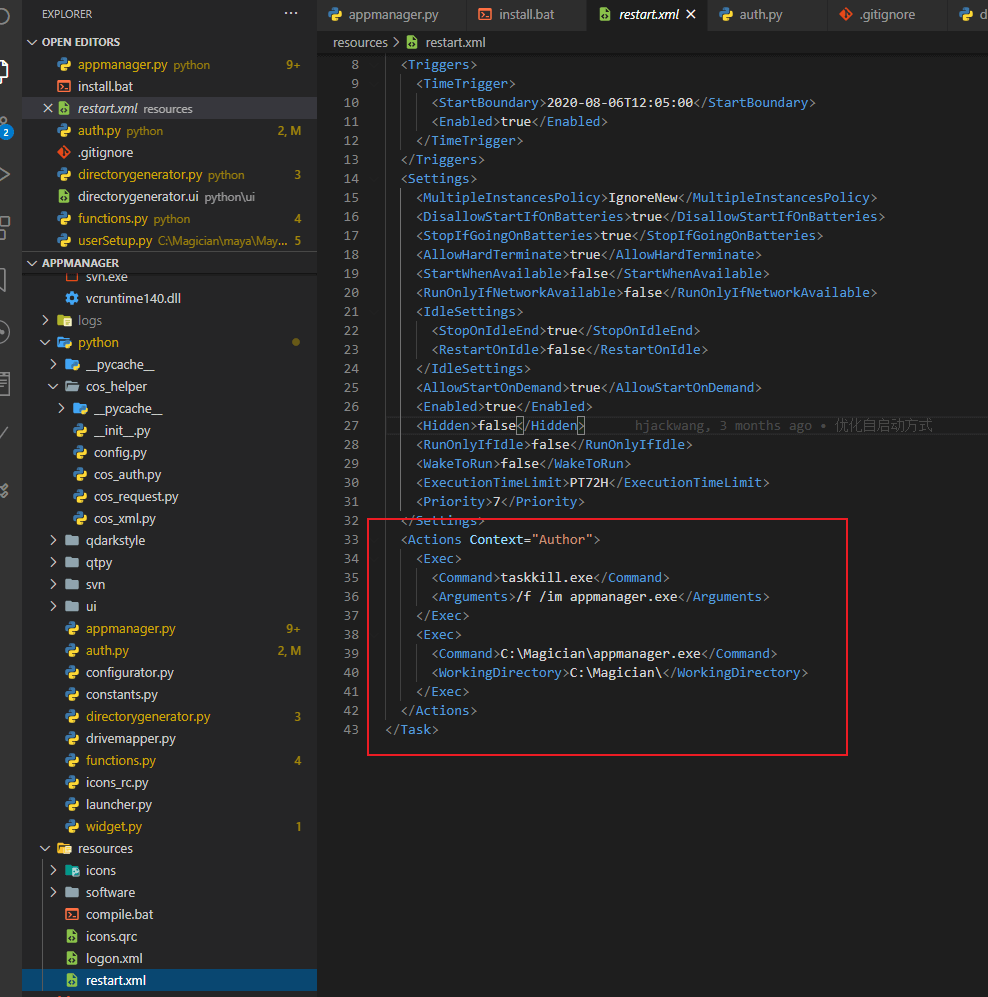 EXPLORER
···
OPEN EDITORS
appmanager.py python 9+
install.bat
restart.xml resources
auth.py python 2, M
.gitignore
directorygenerator.py python 3
directorygenerator.ui python\ui
functions.py python 4
userSetup.py C:\Magician\maya\May... 5
APPMANAGER
svn.exe
vcruntime140.dll
logs
python
__pycache__
cos_helper
__pycache__
__init__.py
config.py
cos_auth.py
cos_request.py
cos_xml.py
qdarkstyle
qtpy
svn
ui
appmanager.py 9+
auth.py 2, M
configurator.py
constants.py
directorygenerator.py 3
drivemapper.py
functions.py 4
icons_rc.py
launcher.py
widget.py 1
resources
icons
software
compile.bat
icons.qrc
logon.xml
restart.xml
2
appmanager.py
install.bat
restart.xml
auth.py
.gitignore
d
resources > restart.xml
8 <Triggers>
9 <TimeTrigger>
10 <StartBoundary>2020-08-06T12:05:00</StartBoundary>
11 <Enabled>true</Enabled>
12 </TimeTrigger>
13 </Triggers>
14 <Settings>
15 <MultipleInstancesPolicy>IgnoreNew</MultipleInstancesPolicy>
16 <DisallowStartIfOnBatteries>true</DisallowStartIfOnBatteries>
17 <StopIfGoingOnBatteries>true</StopIfGoingOnBatteries>
18 <AllowHardTerminate>true</AllowHardTerminate>
19 <StartWhenAvailable>false</StartWhenAvailable>
20 <RunOnlyIfNetworkAvailable>false</RunOnlyIfNetworkAvailable>
21 <IdleSettings>
22 <StopOnIdleEnd>true</StopOnIdleEnd>
23 <RestartOnIdle>false</RestartOnIdle>
24 </IdleSettings>
25 <AllowStartOnDemand>true</AllowStartOnDemand>
26 <Enabled>true</Enabled>
27 <Hidden>false</Hidden> hjackwang, 3 months ago • 优化自启动方式
28 <RunOnlyIfIdle>false</RunOnlyIfIdle>
29 <WakeToRun>false</WakeToRun>
30 <ExecutionTimeLimit>PT72H</ExecutionTimeLimit>
31 <Priority>7</Priority>
32 </Settings>
33 <Actions Context="Author">
34 <Exec>
35 <Command>taskkill.exe</Command>
36 <Arguments>/f /im appmanager.exe</Arguments>
37 </Exec>
38 <Exec>
39 <Command>C:\Magician\appmanager.exe</Command>
40 <WorkingDirectory>C:\Magician\</WorkingDirectory>
41 </Exec>
42 </Actions>
43 </Task>